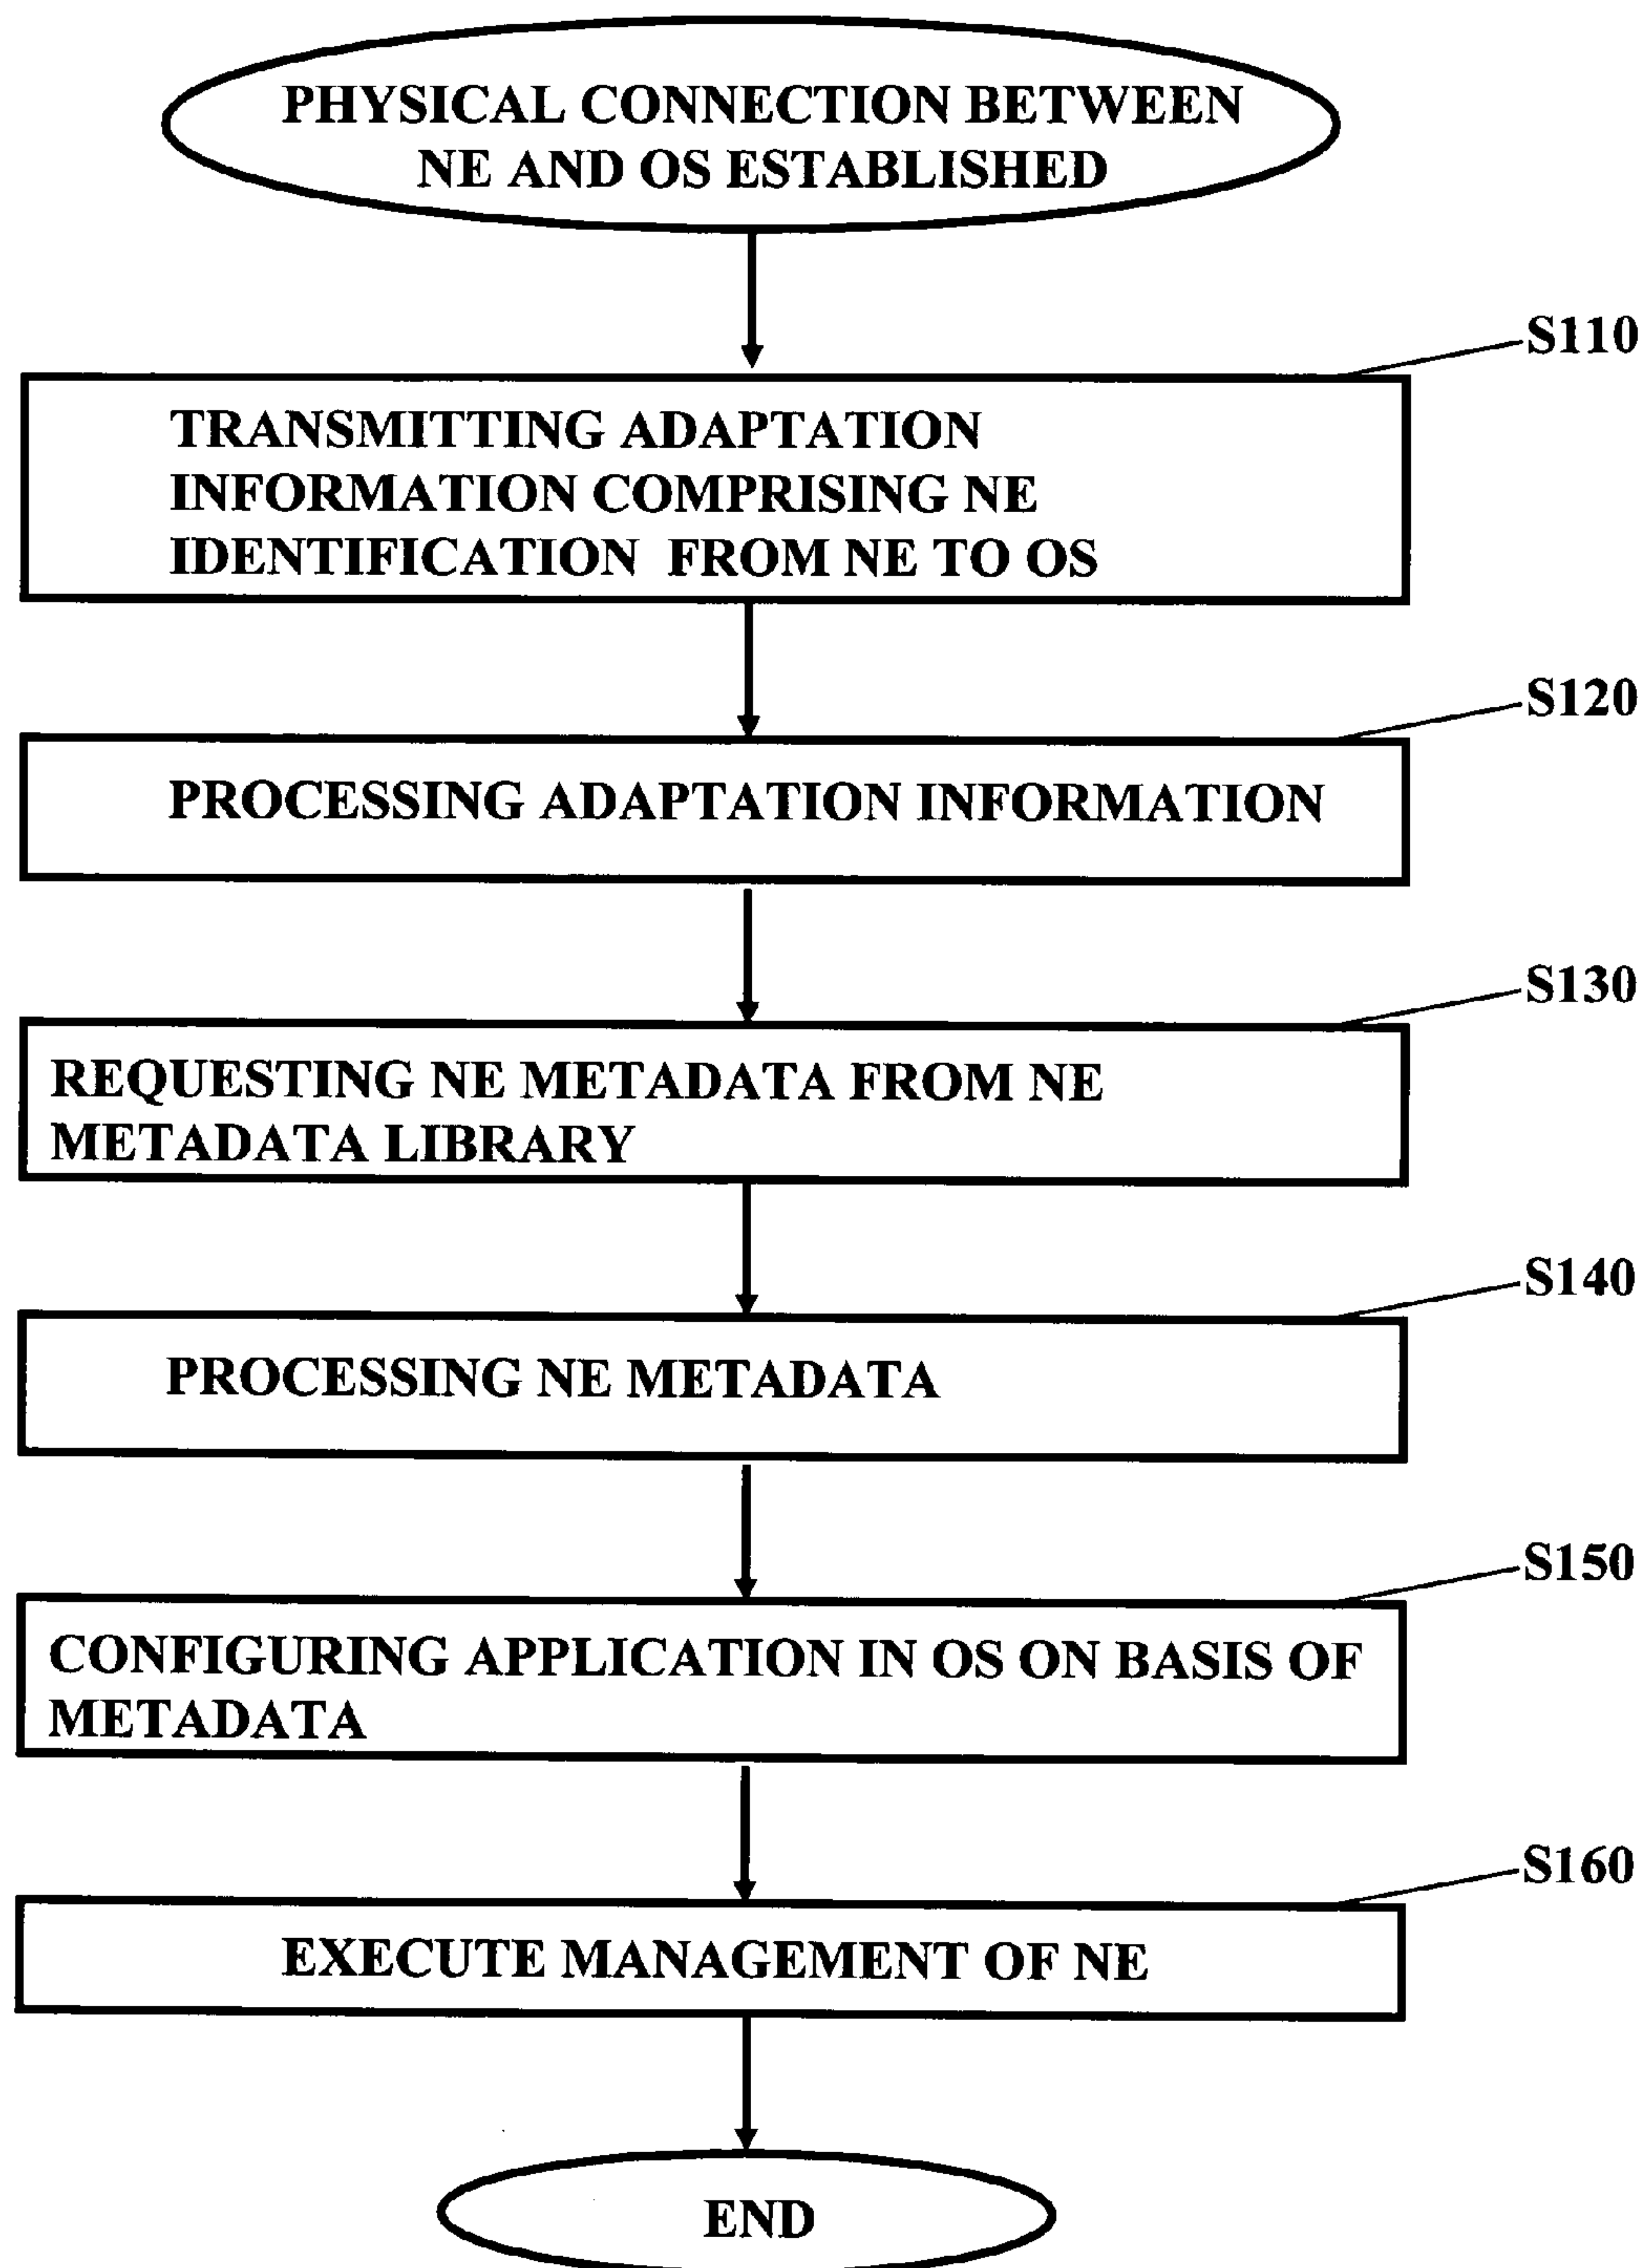 PHYSICAL CONNECTION BETWEEN
NE AND OS ESTABLISHED
S110
TRANSMITTING ADAPTATION
INFORMATION COMPRISING NE
IDENTIFICATION FROM NE TO OS
S120
PROCESSING ADAPTATION INFORMATION
S130
REQUESTING NE METADATA FROM NE
METADATA LIBRARY
S140
PROCESSING NE METADATA
S150
CONFIGURING APPLICATION IN OS ON BASIS OF
METADATA
S160
EXECUTE MANAGEMENT OF NE
END